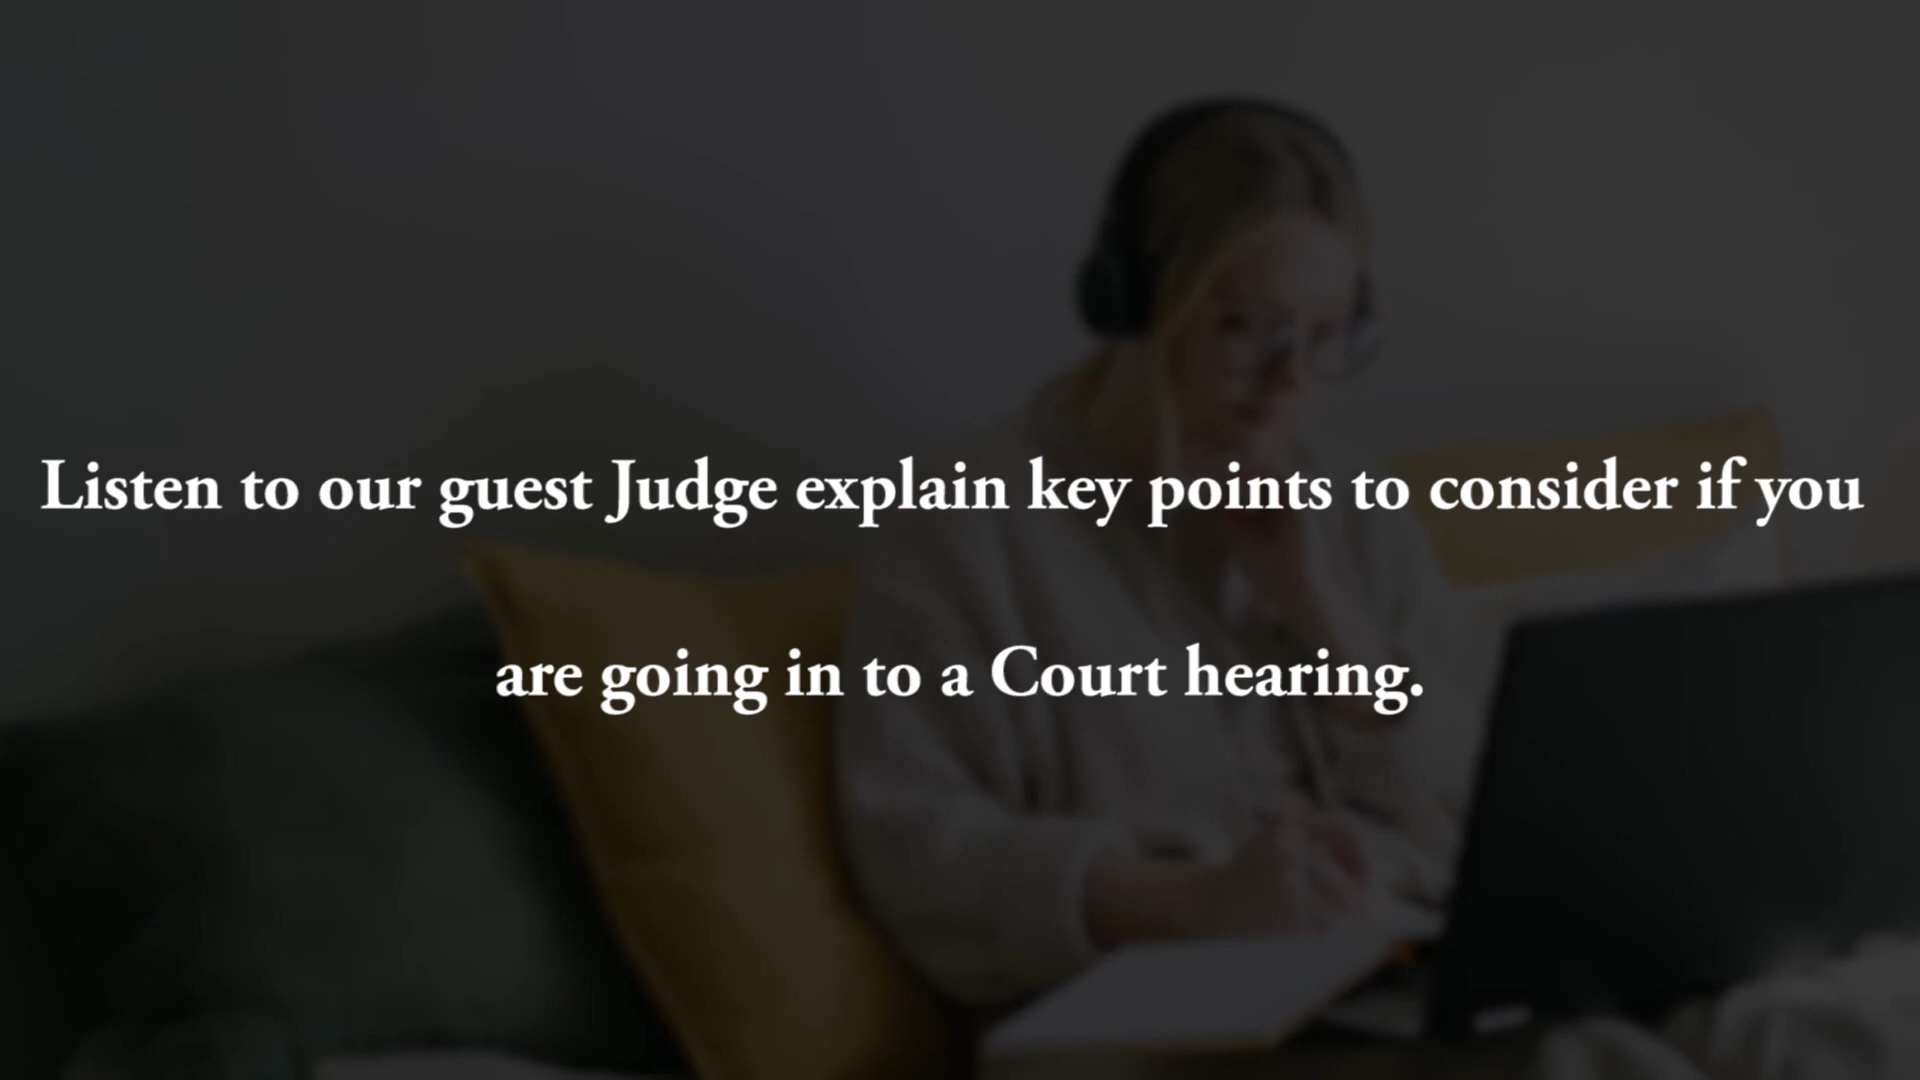 Listen to our guest Judge explain key points to consider if you
are going in to a Court hearing.